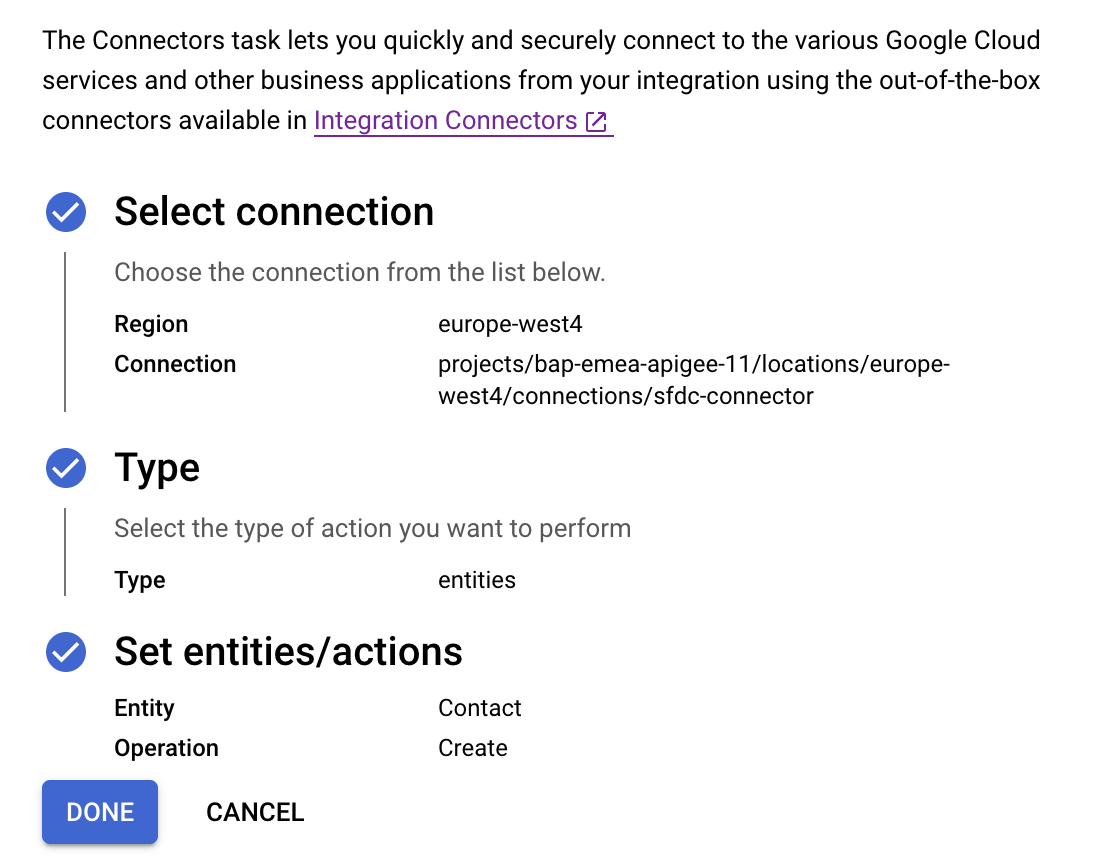 The Connectors task lets you quickly and securely connect to the various Google Cloud
services and other business applications from your integration using the out-of-the-box
connectors available in Integration Connectors
Select connection
Choose the connection from the list below.
Region europe-west4
Connection projects/bap-emea-apigee-11/locations/europe-
west4/connections/sfdc-connector
Type
Select the type of action you want to perform
Type entities
Set entities/actions
Entity Contact
Operation Create
DONE CANCEL